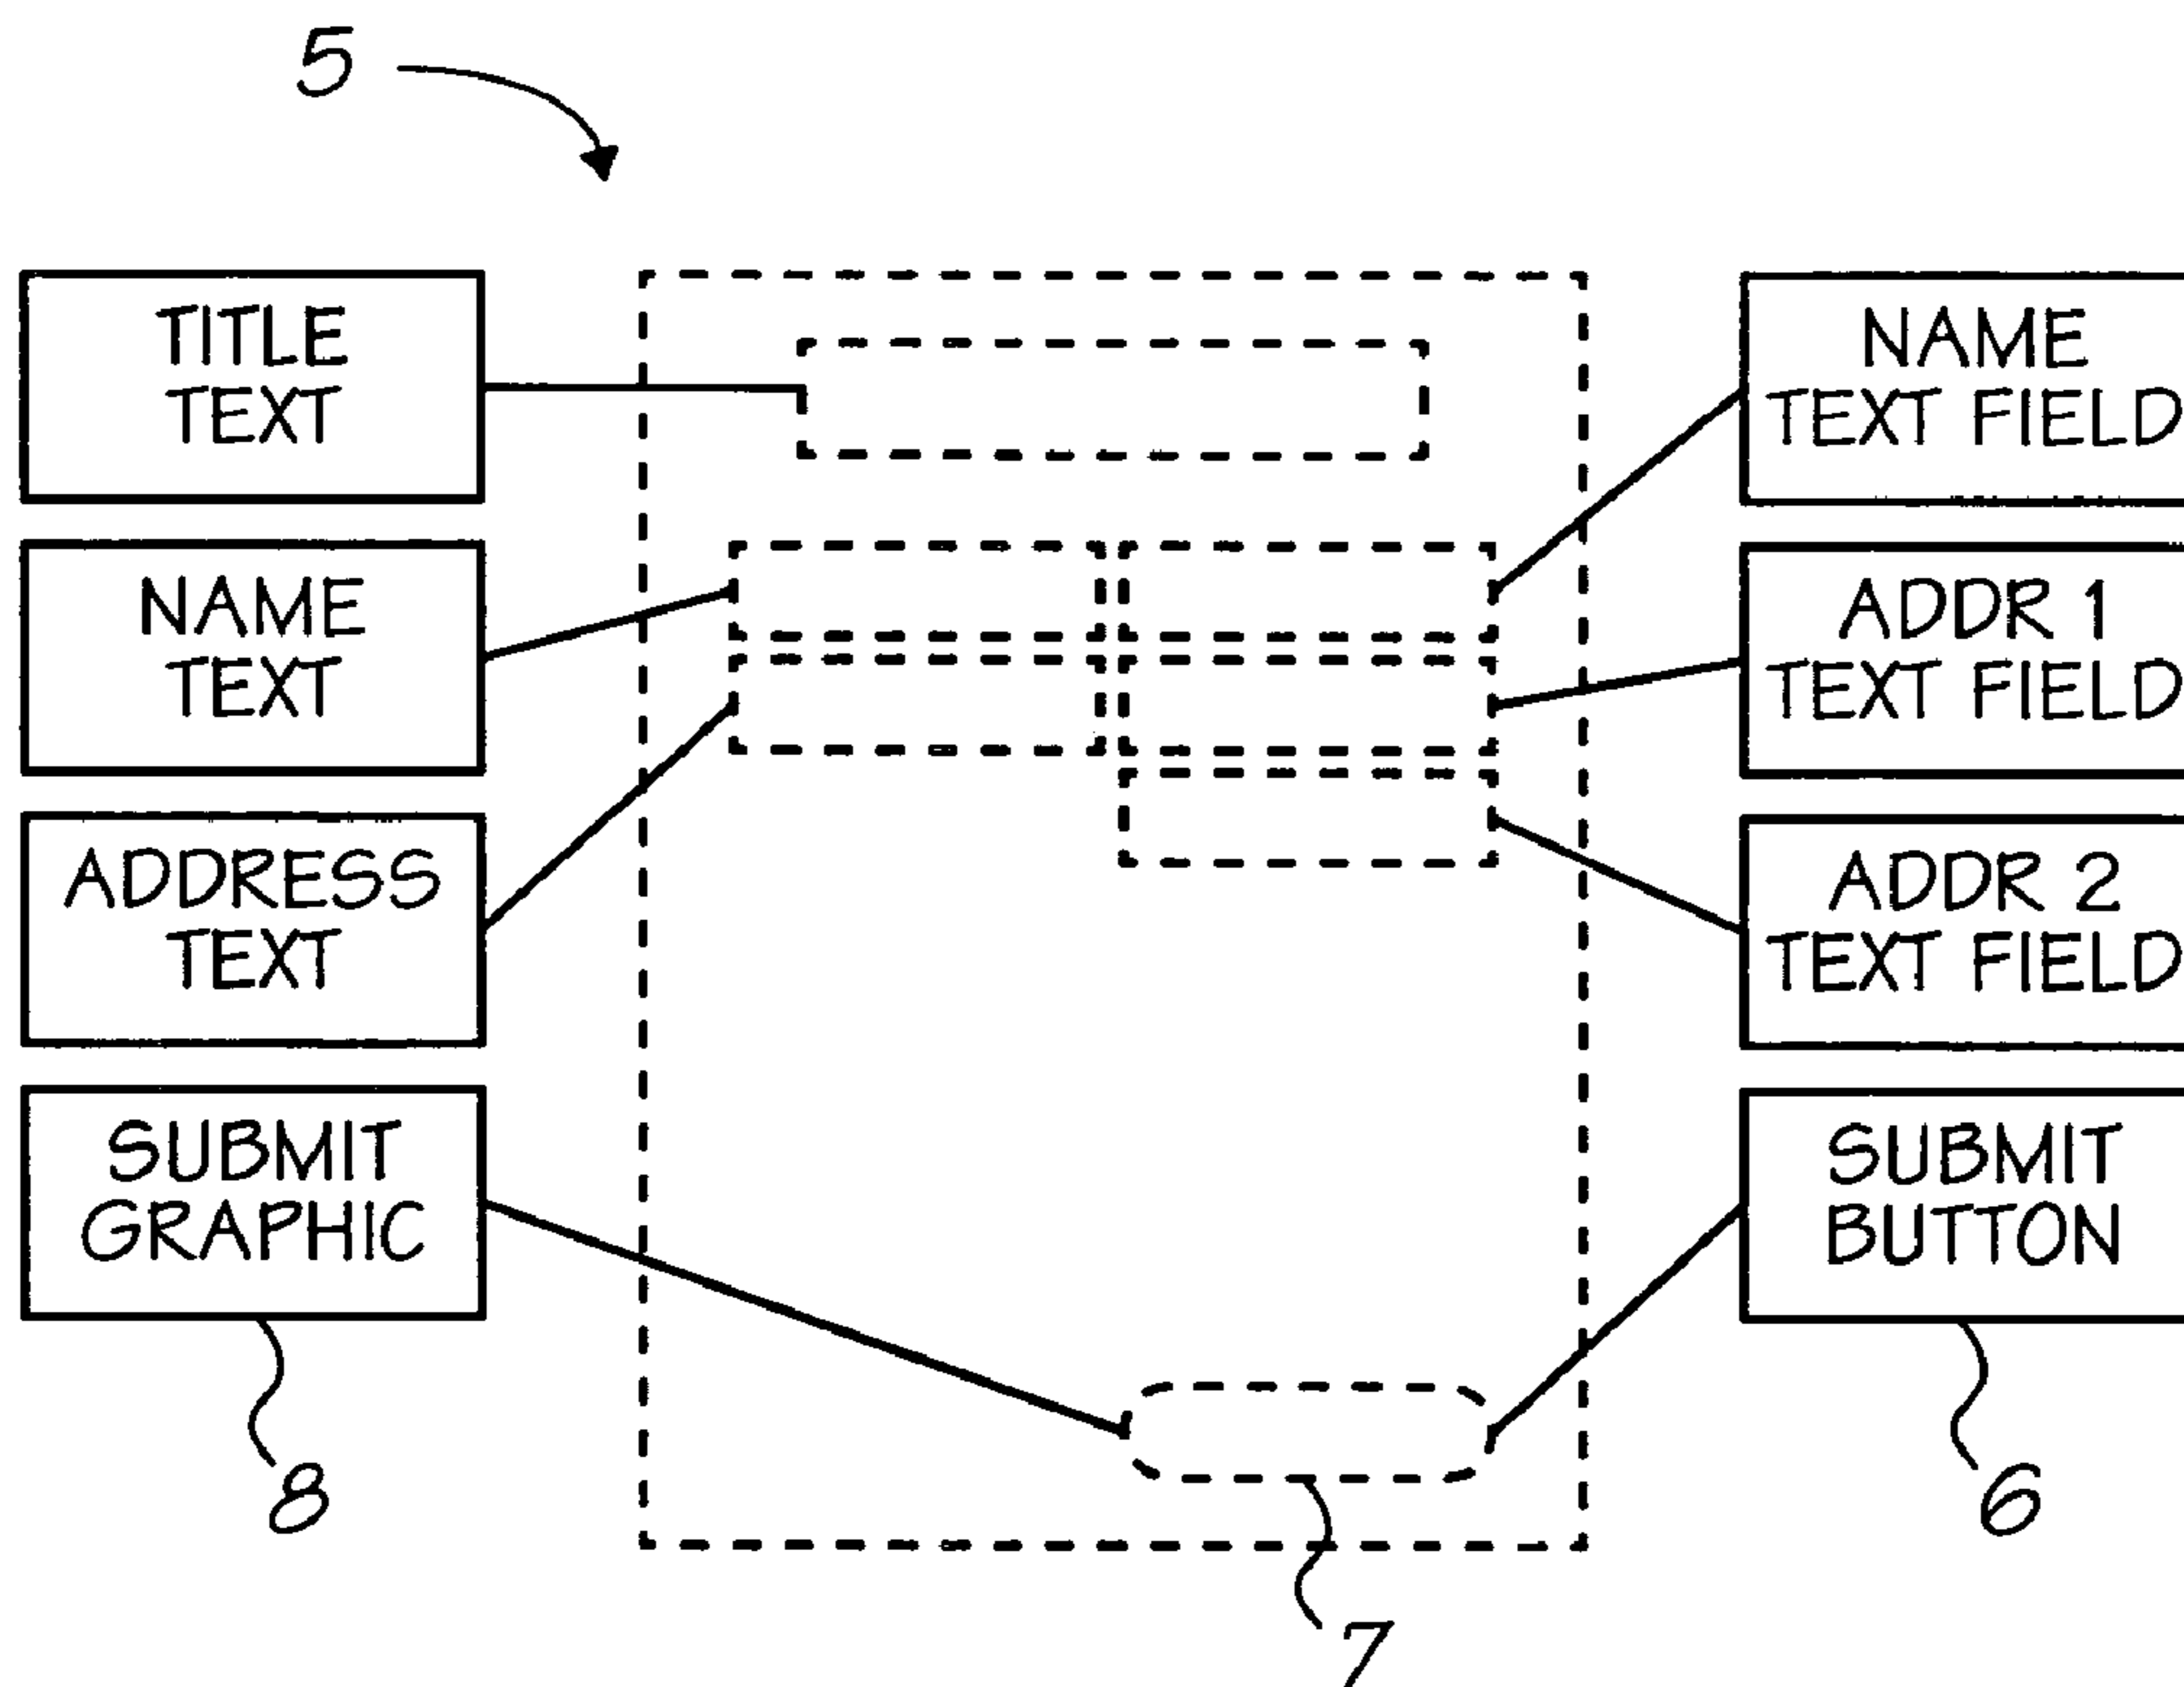 5
TITLE
TEXT
NAME
TEXT
ADDRESS
TEXT
SUBMIT
GRAPHIC
8
NAME
TEXT FIELD
ADDR 1
TEXT FIELD
ADDR 2
TEXT FIELD
SUBMIT
BUTTON
6
7